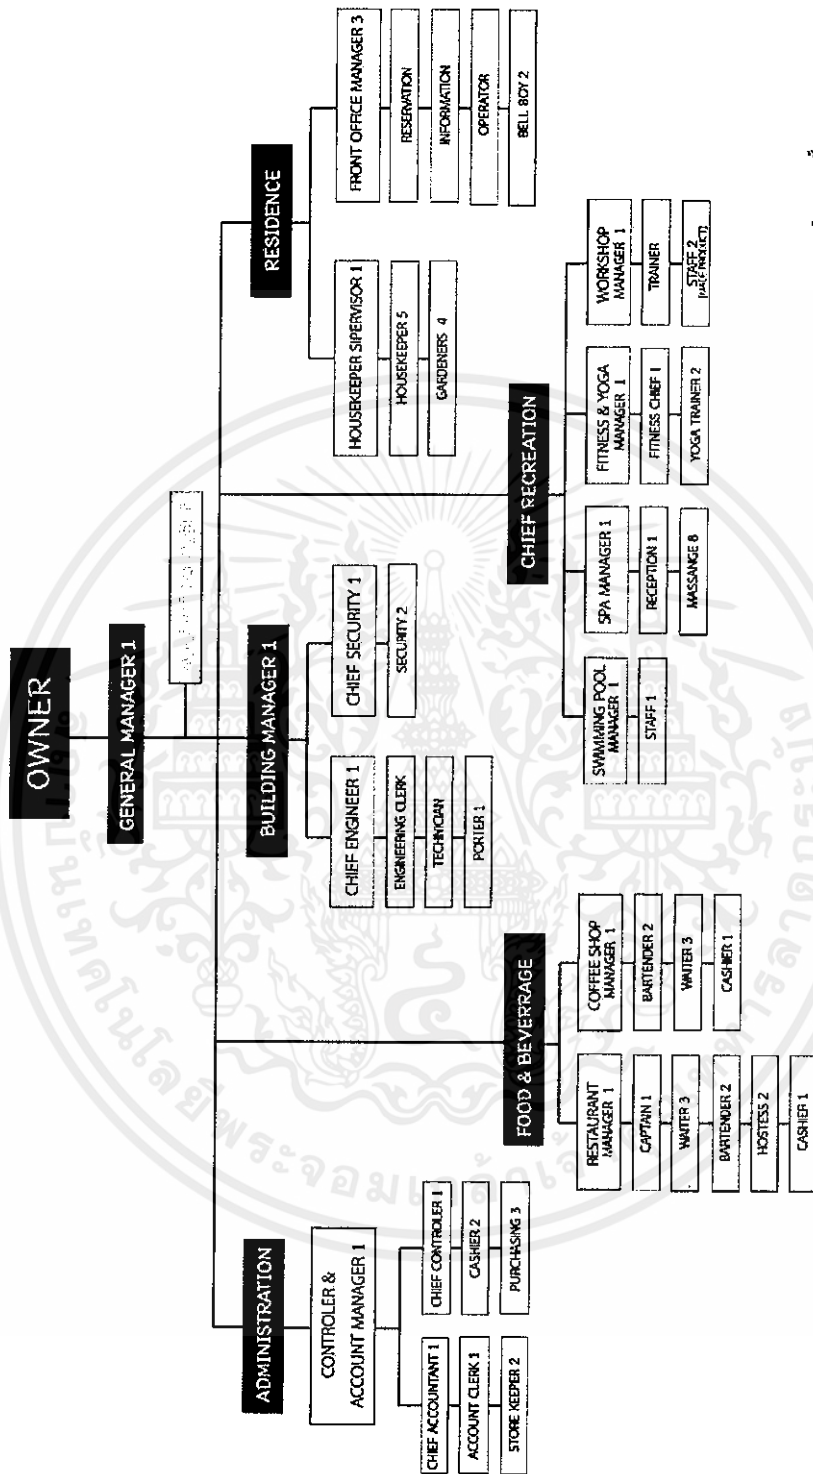 OWNER
GENERAL MANAGER 1
ADMINISTRATION
CONTROLER &
ACCOUNT MANAGER 1
CHIEF ACCOUNTANT 1
ACCOUNT CLERK 1
STORE KEEPER 2
CHIEF CONTROLER 1
CASHIER 2
PURCHASING 3
FOOD & BEVERRAGE
RESTAURANT
MANAGER 1
CAPTAIN 1
WAITER 3
BARTENDER 2
HOSTESS 2
CASHIER 1
COFFEE SHOP
MANAGER 1
BARTENDER 2
WAITER 3
CASHIER 1
BUILDING MANAGER 1
CHIEF ENGINEER 1
ENGINEERING CLERK
TECHNICIAN
PORTER 1
CHIEF SECURITY 1
SECURITY 2
CHIEF RECREATION
SWIMMING POOL
MANAGER 1
STAFF 1
SPA MANAGER 1
RECEPTION 1
MASSANGE 8
FITNESS & YOGA
MANAGER 1
FITNESS CHIEF 1
YOGA TRAINER 2
WORKSHOP
MANAGER 1
TRAINER
STAFF 2
RESIDENCE
HOUSEKEEPER SIPERVISOR 1
HOUSEKEEPER 5
GARDENERS 4
FRONT OFFICE MANAGER 3
RESERVATION
INFORMATION
OPERATOR
BELL BOY 2